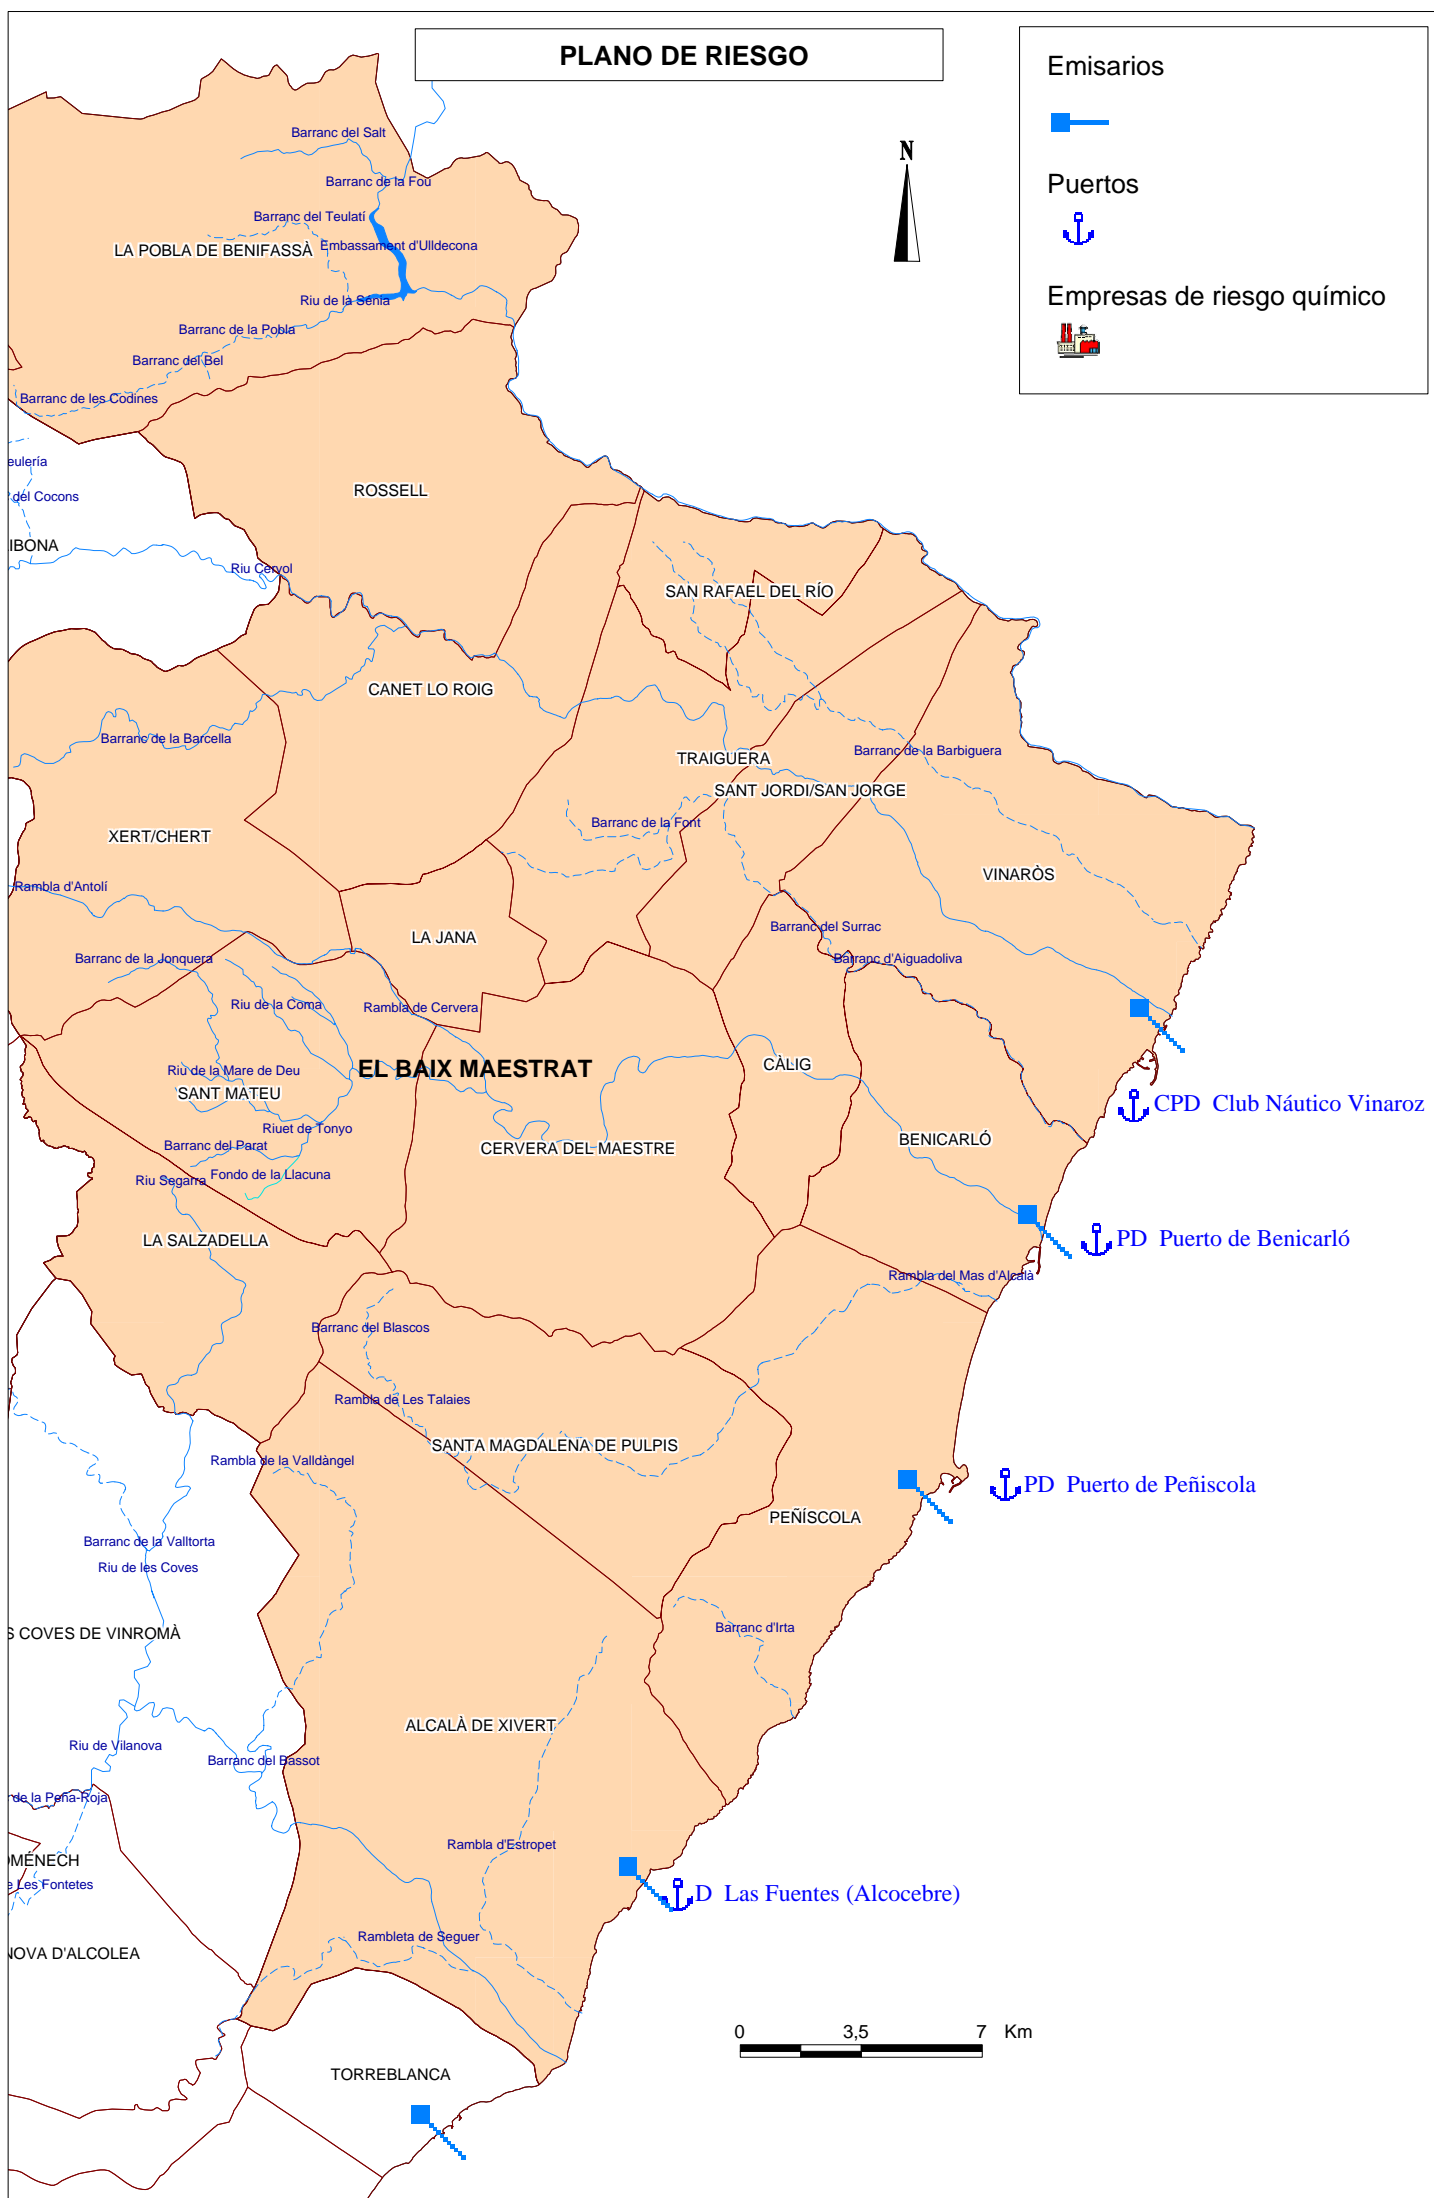 PLANO DE RIESGO
Emisarios
Puertos
Empresas de riesgo químico
N
Barranc del Salt
Barranc de la Fou
Barranc del Teulatí
LA POBLA DE BENIFASSÀ
Embassament d'Ulldecona
Riu de la Sénia
Barranc de la Pobla
Barranc del Bel
Barranc de les Codines
eulería
del Cocons
ROSSELL
IBONA
Riu Cervol
SAN RAFAEL DEL RÍO
CANET LO ROIG
Barranc de la Barcella
TRAIGUERA
Barranc de la Barbiguera
SANT JORDI/SAN JORGE
Barranc de la Font
XERT/CHERT
VINARÒS
Rambla d'Antolí
Barranc del Surrac
LA JANA
Barranc de la Jonquera
Barranc d'Aiguadoliva
Riu de la Coma
Rambla de Cervera
EL BAIX MAESTRAT
CÀLIG
Riu de la Mare de Deu
SANT MATEU
CPD Club Náutico Vinaroz
Riuet de Tonyo
Barranc del Parat
CERVERA DEL MAESTRE
BENICARLÓ
Riu Segarra
Fondo de la Llacuna
LA SALZADELLA
PD Puerto de Benicarló
Rambla del Mas d'Alcalà
Barranc del Blascos
Rambla de Les Talaies
SANTA MAGDALENA DE PULPIS
Rambla de la Valldàngel
PD Puerto de Peñiscola
PEÑÍSCOLA
Barranc de la Valltorta
Riu de les Coves
S COVES DE VINROMÀ
Barranc d'Irta
ALCALÀ DE XIVERT
Riu de Vilanova
Barranc del Bassot
de la Peña-Roja
Rambla d'Estropet
OMÉNECH
e Les Fontetes
D Las Fuentes (Alcocebre)
Rambleta de Seguer
NOVA D'ALCOLEA
0 3,5 7 Km
TORREBLANCA